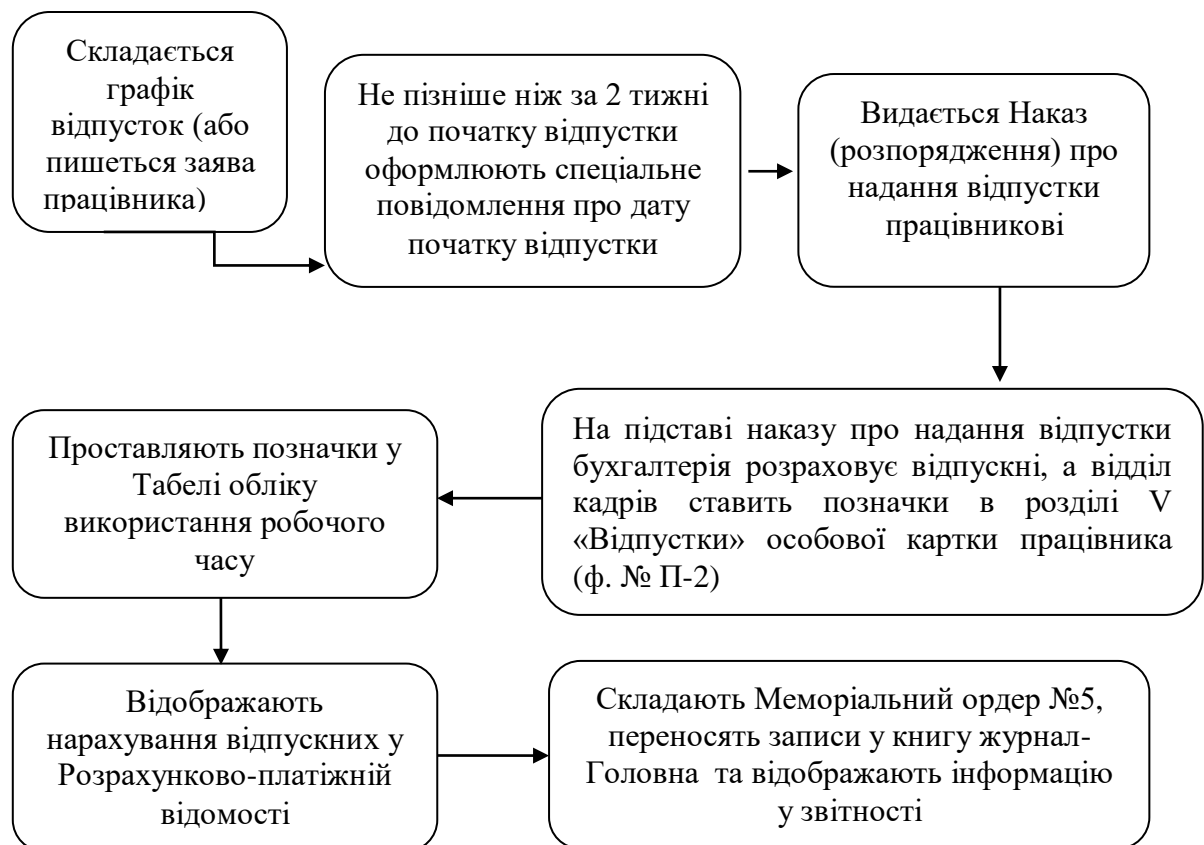 Складається
графік
відпусток (або
пишеться заява
працівника)
Не пізніше ніж за 2 тижні
до початку відпустки
оформлюють спеціальне
повідомлення про дату
початку відпустки
Видається Наказ
(розпорядження) про
надання відпустки
працівникові
На підставі наказу про надання відпустки
бухгалтерія розраховує відпускні, а відділ
кадрів ставить позначки в розділі V
«Відпустки» особової картки працівника
(ф. № П-2)
Проставляють позначки у
Табелі обліку
використання робочого
часу
Відображають
нарахування відпускних у
Розрахунково-платіжній
відомості
Складають Меморіальний ордер №5,
переносять записи у книгу журнал-
Головна та відображають інформацію
у звітності